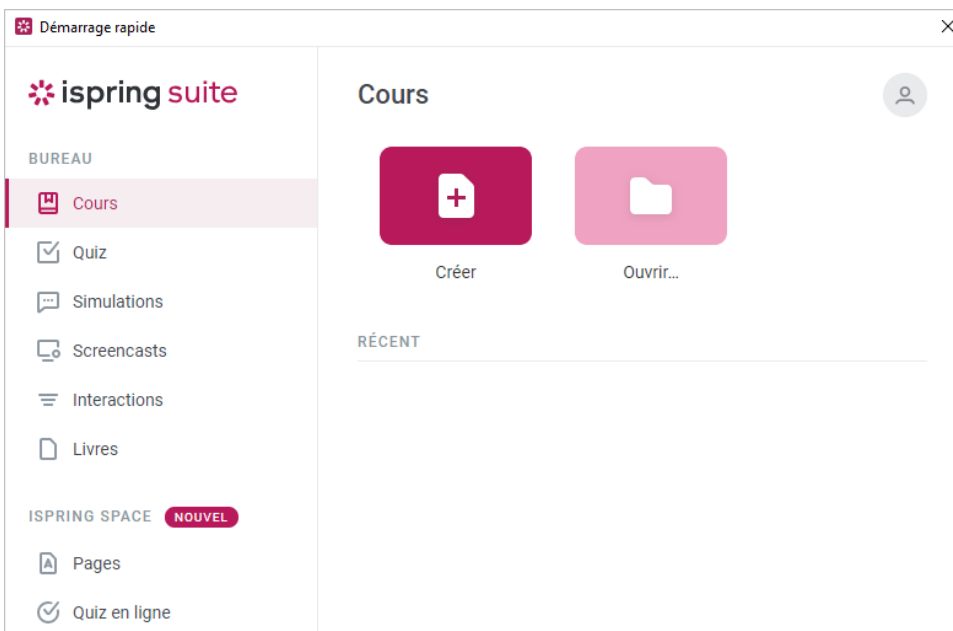 Démarrage rapide
ispring suite
BUREAU
Cours
Quiz
Simulations
Screencasts
Interactions
Livres
ISPRING SPACE NOUVEL
Pages
Quiz en ligne
Cours
Créer
Ouvrir...
RÉCENT